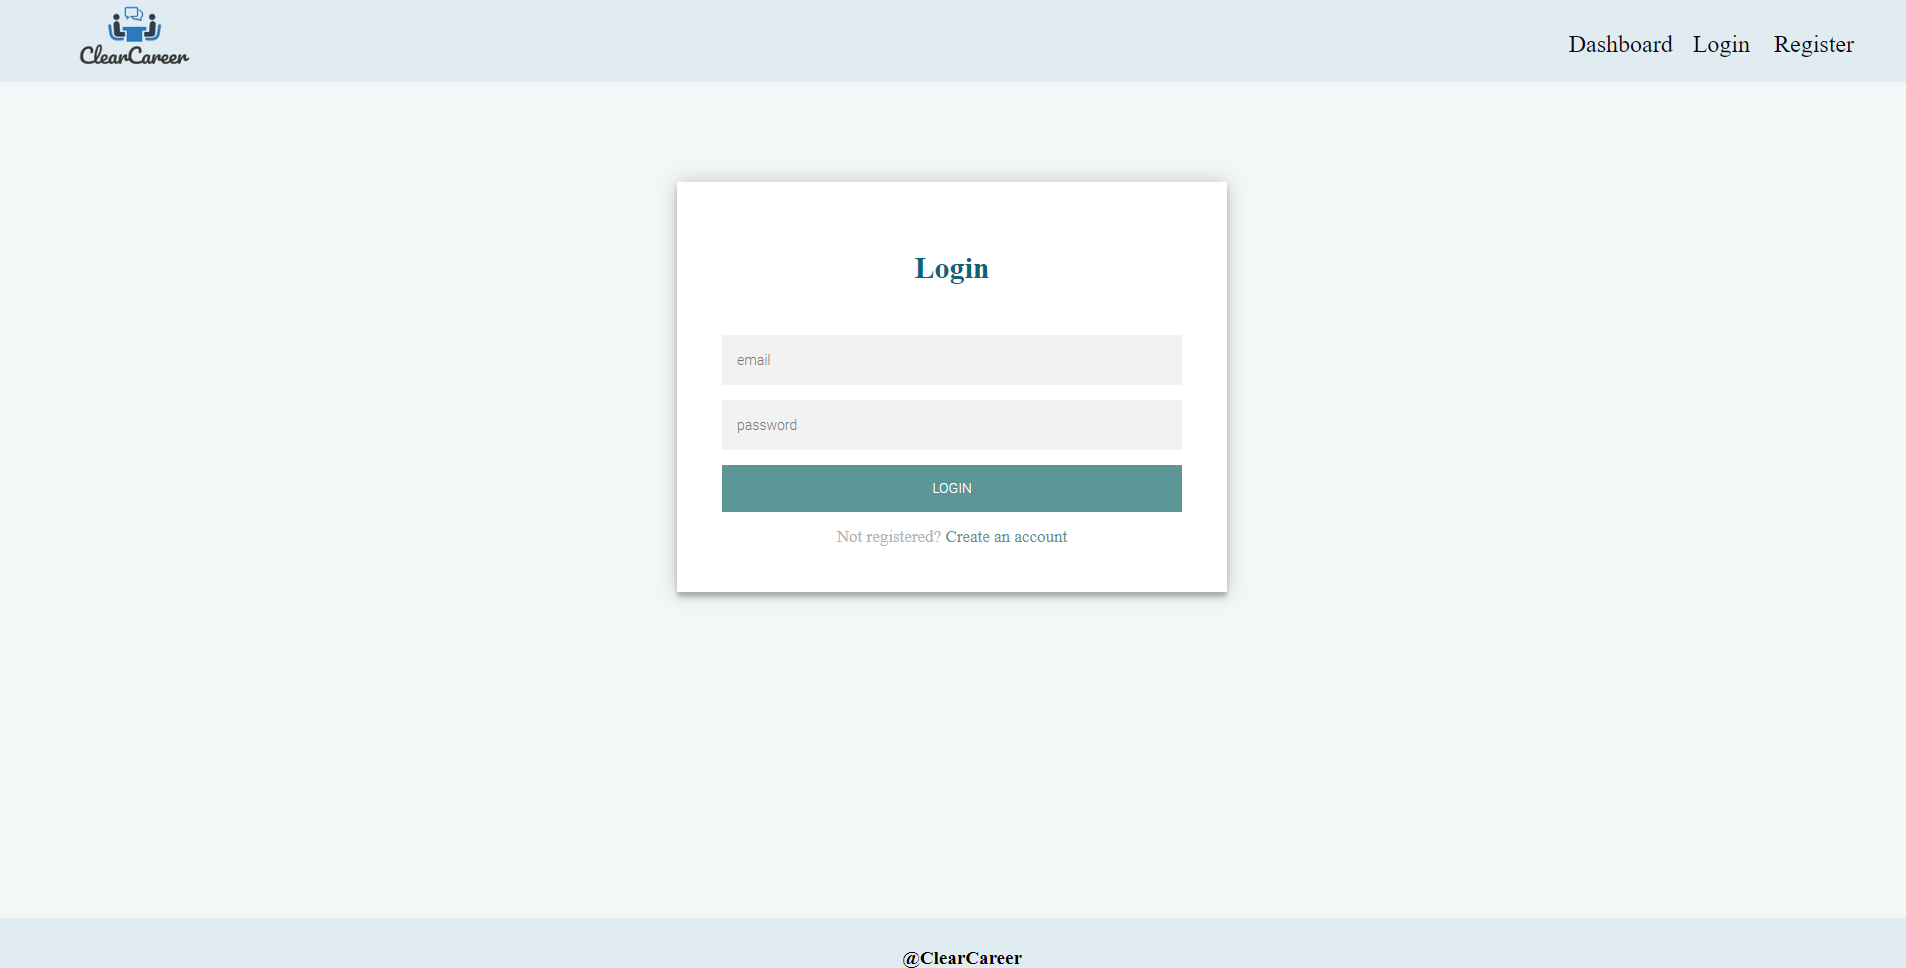 ClearCareer
Dashboard Login Register
Login
email
password
LOGIN
Not registered? Create an account
@ClearCareer